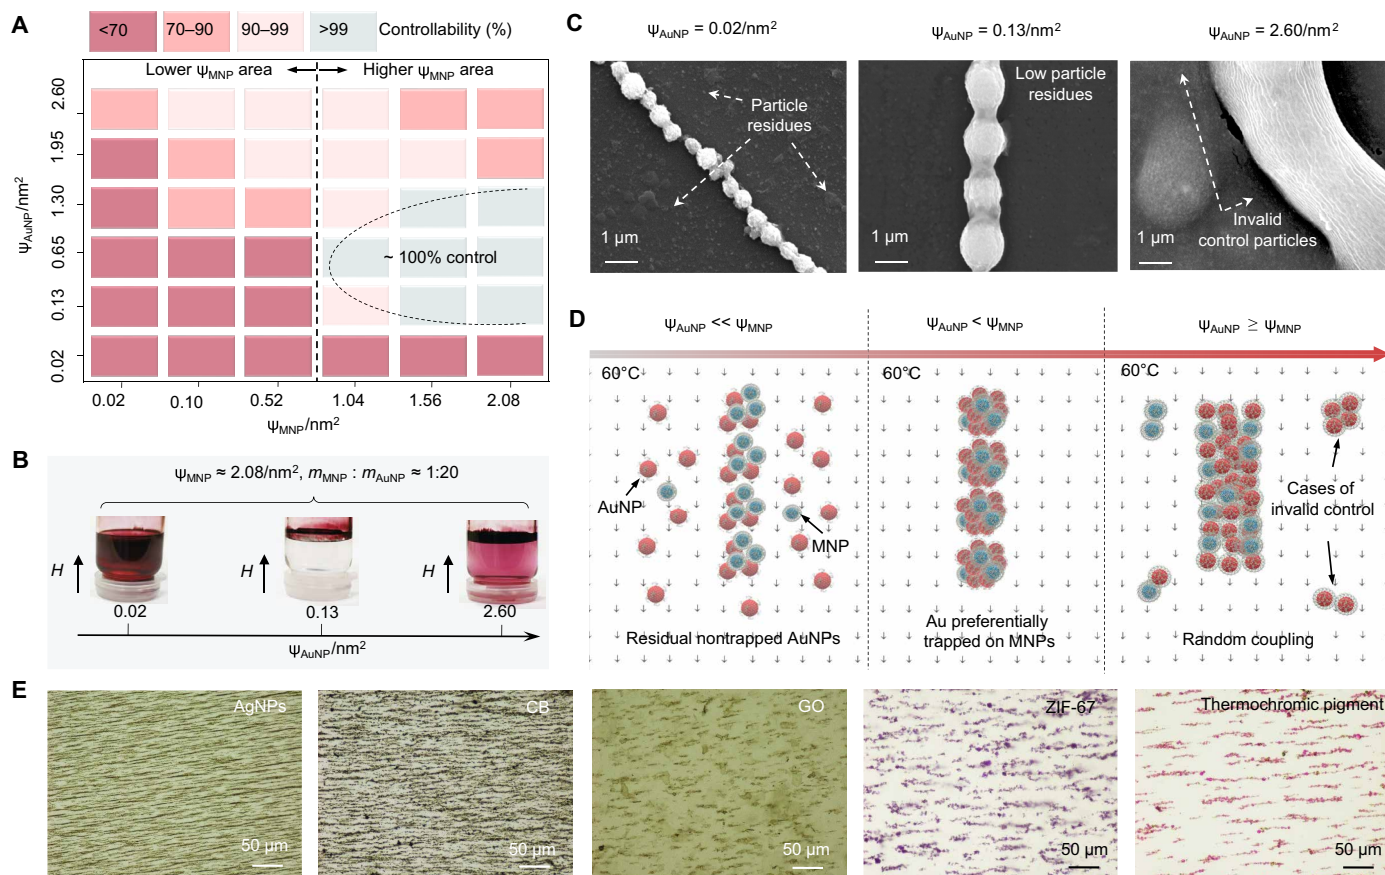 A
<70
70–90
90–99
>99
Controllability (%)
Lower ΨMNP area
Higher ΨMNP area
2.60
1.95
1.30
0.65
0.13
0.02
ΨAuNP/nm²
~ 100% control
0.02
0.10
0.52
1.04
1.56
2.08
ΨMNP/nm²
B
ΨMNP ≈ 2.08/nm², mMNP : mAuNP ≈ 1:20
H
H
H
0.02
0.13
2.60
ΨAuNP/nm²
C
ΨAuNP = 0.02/nm²
ΨAuNP = 0.13/nm²
ΨAuNP = 2.60/nm²
Particle
residues
1 μm
Low particle
residues
1 μm
Invalid
control particles
1 μm
D
ΨAuNP << ΨMNP
ΨAuNP < ΨMNP
ΨAuNP ≥ ΨMNP
60°C
60°C
60°C
AuNP
MNP
Cases of
invalid control
Residual nontrapped AuNPs
Au preferentially
trapped on MNPs
Random coupling
E
AgNPs
50 μm
CB
50 μm
GO
50 μm
ZIF-67
50 μm
Thermochromic pigment
50 μm